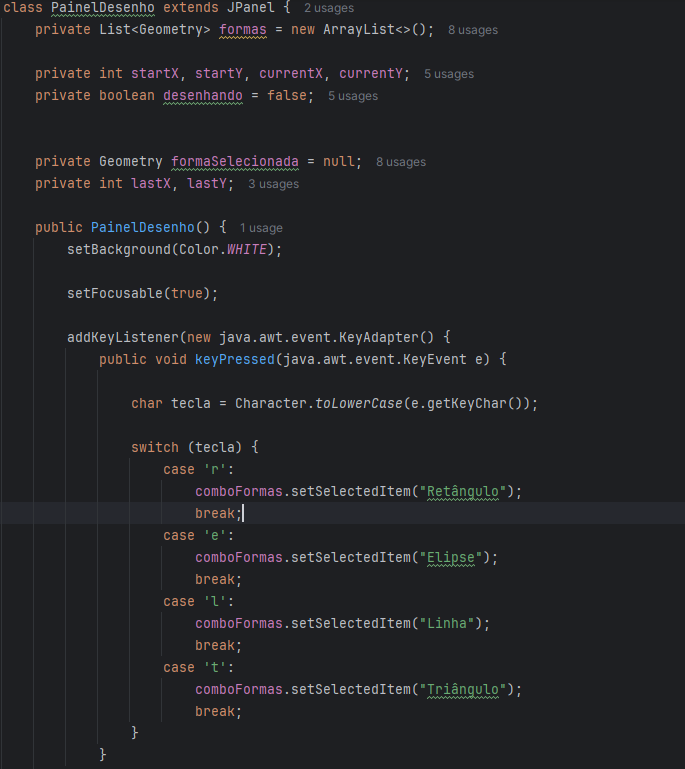 class PainelDesenho extends JPanel {  2 usages
    private List<Geometry> formas = new ArrayList<>();  8 usages

    private int startX, startY, currentX, currentY;  5 usages
    private boolean desenhando = false;  5 usages


    private Geometry formaSelecionada = null;  8 usages
    private int lastX, lastY;  3 usages

    public PainelDesenho() {  1 usage
        setBackground(Color.WHITE);

        setFocusable(true);

        addKeyListener(new java.awt.event.KeyAdapter() {
            public void keyPressed(java.awt.event.KeyEvent e) {

                char tecla = Character.toLowerCase(e.getKeyChar());

                switch (tecla) {
                    case 'r':
                        comboFormas.setSelectedItem("Retângulo");
                        break;
                    case 'e':
                        comboFormas.setSelectedItem("Elipse");
                        break;
                    case 'l':
                        comboFormas.setSelectedItem("Linha");
                        break;
                    case 't':
                        comboFormas.setSelectedItem("Triângulo");
                        break;
                }
            }